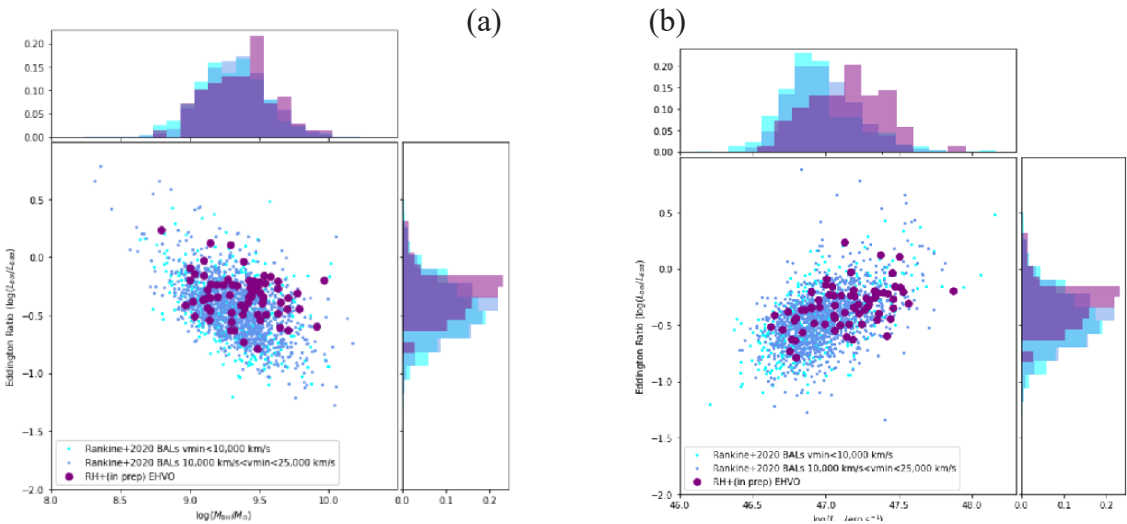 (a)
(b)
0.20
0.15
0.10
0.05
0.00
0.5
0.0
−0.5
−1.0
−1.5
−2.0
Eddington Ratio log(L_bol/L_Edd)
Rankine+2020 BALs vmin<10,000 km/s
Rankine+2020 BALs 10,000 km/s<vmin<25,000 km/s
RH+(in prep) EHVO
8.0 8.5 9.0 9.5 10.0
0.0 0.1 0.2
log(M_BH/M_⊙)
0.20
0.15
0.10
0.05
0.00
0.5
0.0
−0.5
−1.0
−1.5
−2.0
Eddington Ratio (log(L_bol/L_Edd)
Rankine+2020 BALs vmin<10,000 km/s
Rankine+2020 BALs 10,000 km/s<vmin<25,000 km/s
RH+(in prep) EHVO
46.0 46.5 47.0 47.5 48.0
0.0 0.1 0.2